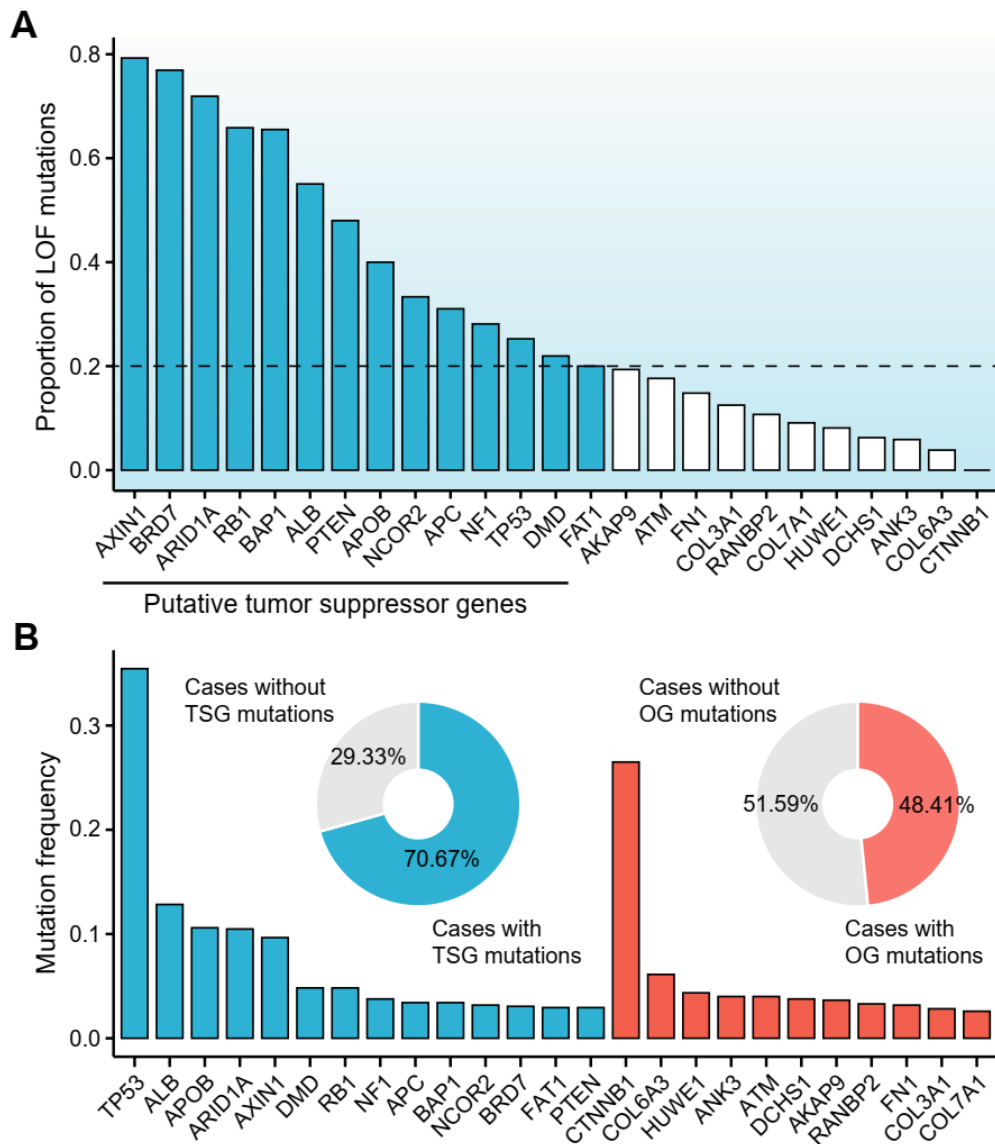 A
Proportion of LOF mutations
0.8
0.6
0.4
0.2
0.0
AXIN1
BRD7
ARID1A
RB1
BAP1
ALB
PTEN
APOB
NCOR2
APC
NF1
TP53
DMD
FAT1
AKAP9
ATM
FN1
COL3A1
RANBP2
COL7A1
HUWE1
DCHS1
ANK3
COL6A3
CTNNB1
Putative tumor suppressor genes
B
Mutation frequency
0.3
0.2
0.1
0.0
Cases without
TSG mutations
29.33%
70.67%
Cases with
TSG mutations
Cases without
OG mutations
51.59%
48.41%
Cases with
OG mutations
TP53
ALB
APOB
ARID1A
AXIN1
DMD
RB1
NF1
APC
BAP1
NCOR2
BRD7
FAT1
PTEN
CTNNB1
COL6A3
HUWE1
ANK3
ATM
DCHS1
AKAP9
RANBP2
FN1
COL3A1
COL7A1